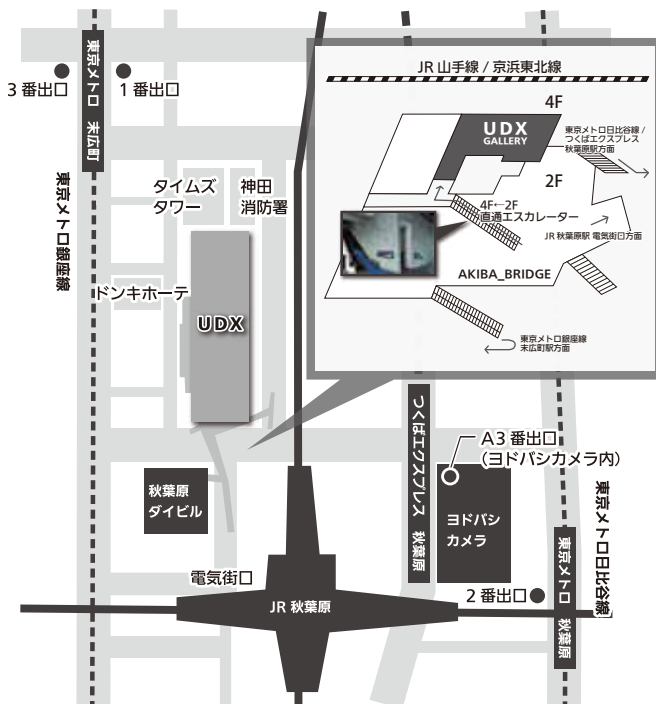 東京メトロ 末広町
3番出口
1番出口
東京メトロ銀座線
タイムズ
タワー
神田
消防署
ドンキホーテ
UDX
JR山手線 / 京浜東北線
4F
UDX
GALLERY
東京メトロ日比谷線 /
つくばエクスプレス
秋葉原駅方面
2F
4F←2F
直通エスカレーター
JR秋葉原駅 電気街口方面
AKIBA_BRIDGE
東京メトロ銀座線
末広町駅方面
つくばエクスプレス 秋葉原
A3番出口
(ヨドバシカメラ内)
秋葉原
ダイビル
ヨドバシ
カメラ
東京メトロ日比谷線
電気街口
2番出口
東京メトロ 秋葉原
JR秋葉原